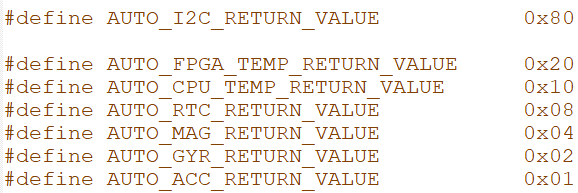 #define AUTO_I2C_RETURN_VALUE 0x80
#define AUTO_FPGA_TEMP_RETURN_VALUE 0x20
#define AUTO_CPU_TEMP_RETURN_VALUE 0x10
#define AUTO_RTC_RETURN_VALUE 0x08
#define AUTO_MAG_RETURN_VALUE 0x04
#define AUTO_GYR_RETURN_VALUE 0x02
#define AUTO_ACC_RETURN_VALUE 0x01